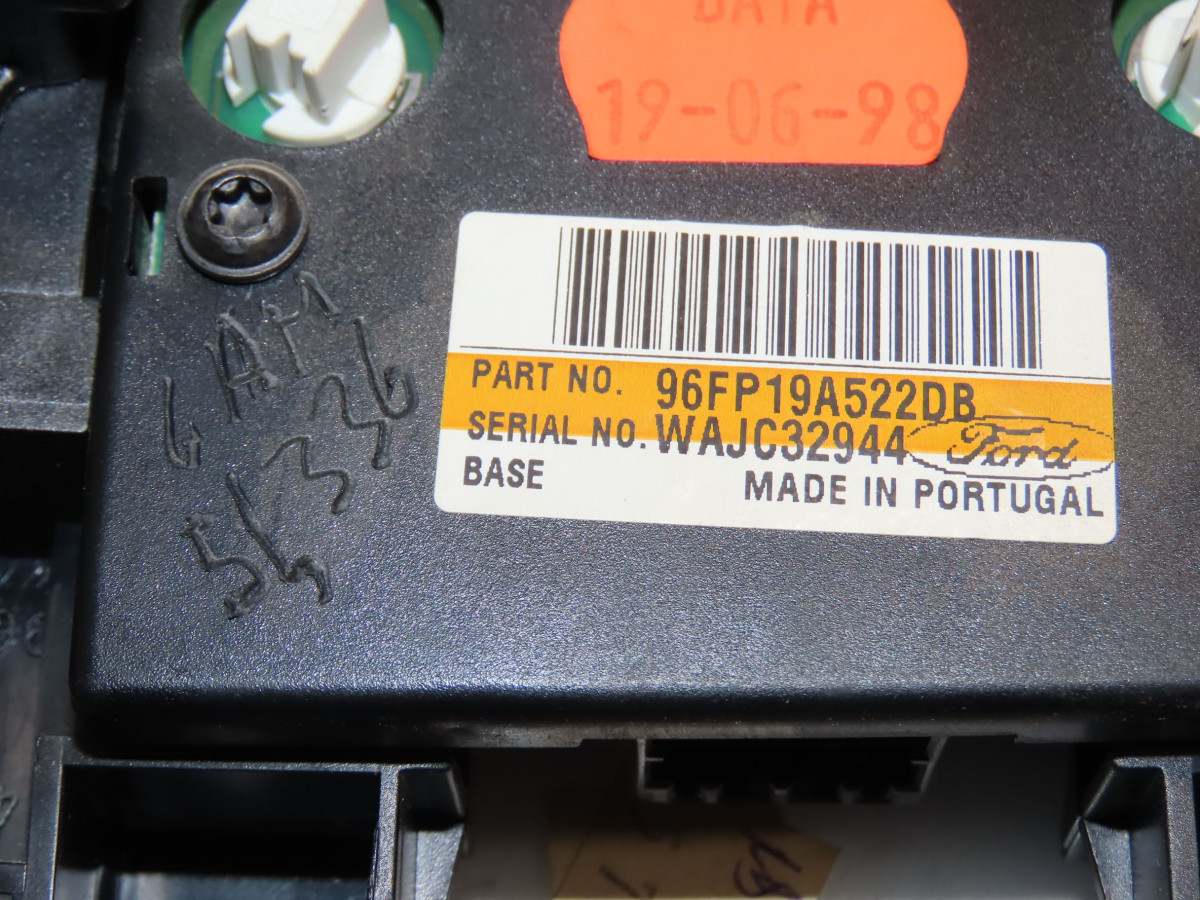 DATA
19-06-98
PART NO. 96FP19A522DB
SERIAL NO. WAJC32944 Ford
BASE MADE IN PORTUGAL